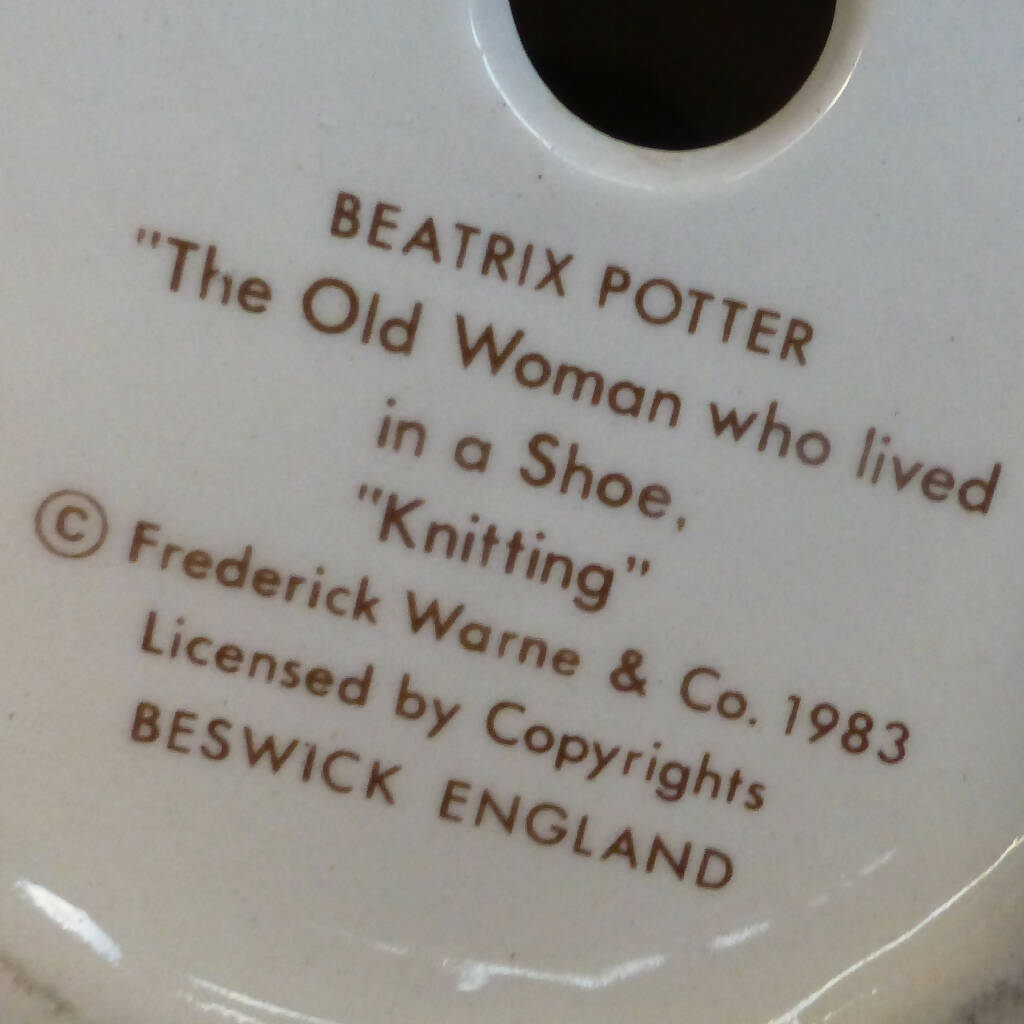 BEATRIX POTTER
"The Old Woman who lived
in a Shoe,
"Knitting"
© Frederick Warne & Co. 1983
Licensed by Copyrights
BESWICK ENGLAND